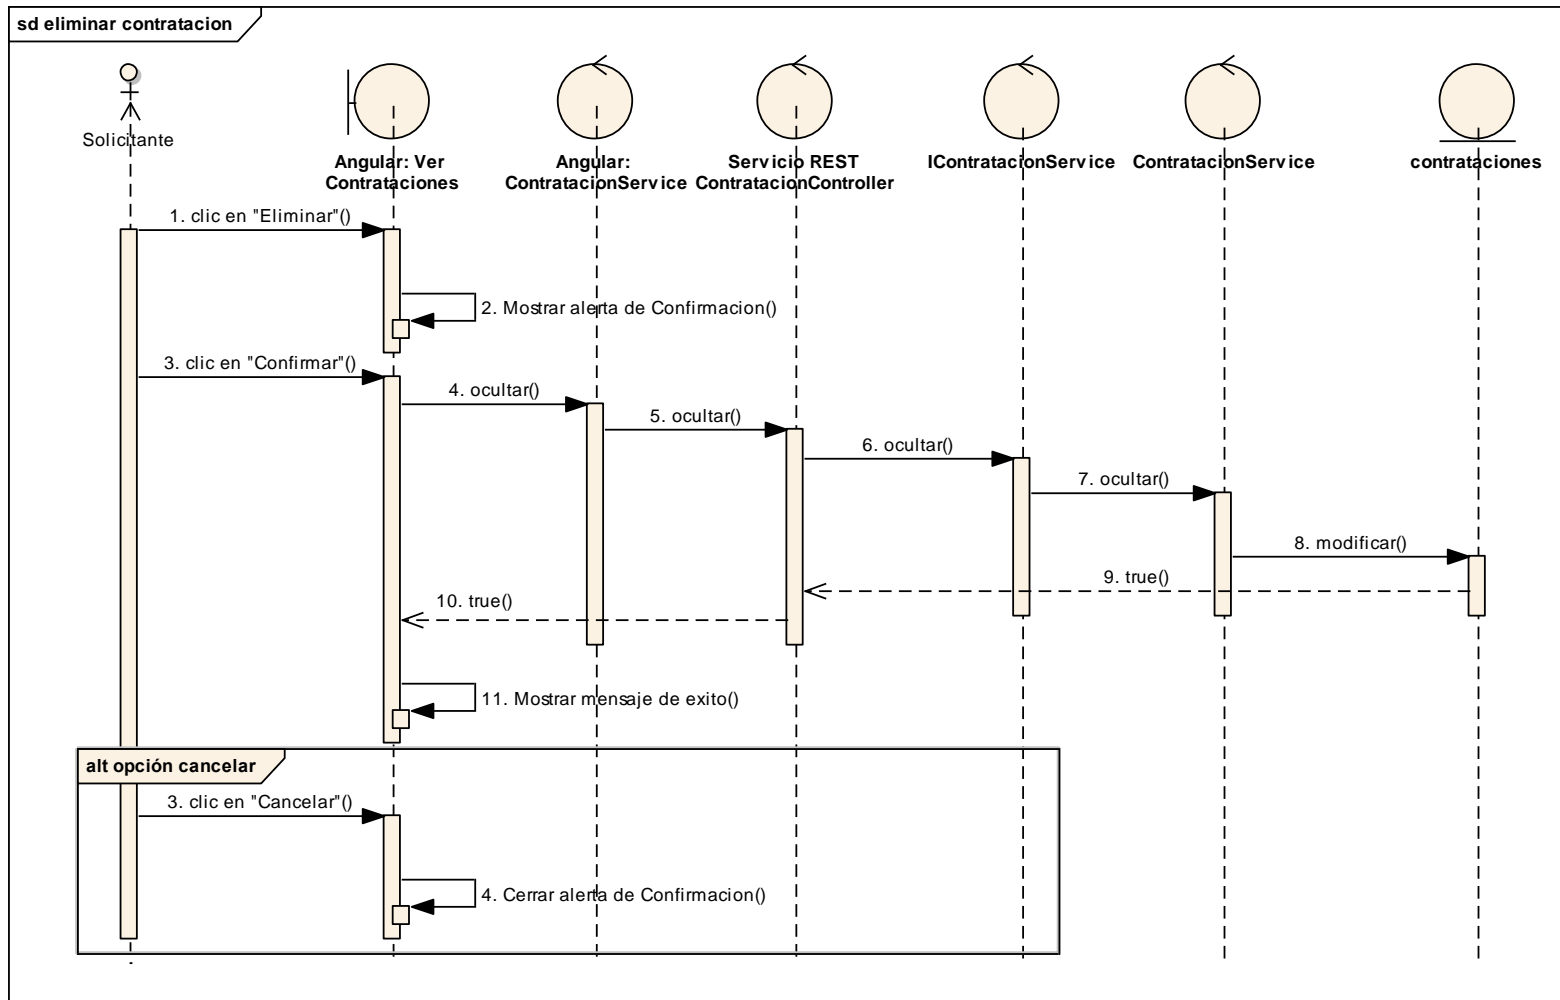 sd eliminar contratacion
Solicitante
Angular: Ver
Contrataciones
Angular:
ContratacionService
Servicio REST
ContratacionController
IContratacionService
ContratacionService
contrataciones
1. clic en "Eliminar"()
2. Mostrar alerta de Confirmacion()
3. clic en "Confirmar"()
4. ocultar()
5. ocultar()
6. ocultar()
7. ocultar()
8. modificar()
9. true()
10. true()
11. Mostrar mensaje de exito()
alt opción cancelar
3. clic en "Cancelar"()
4. Cerrar alerta de Confirmacion()